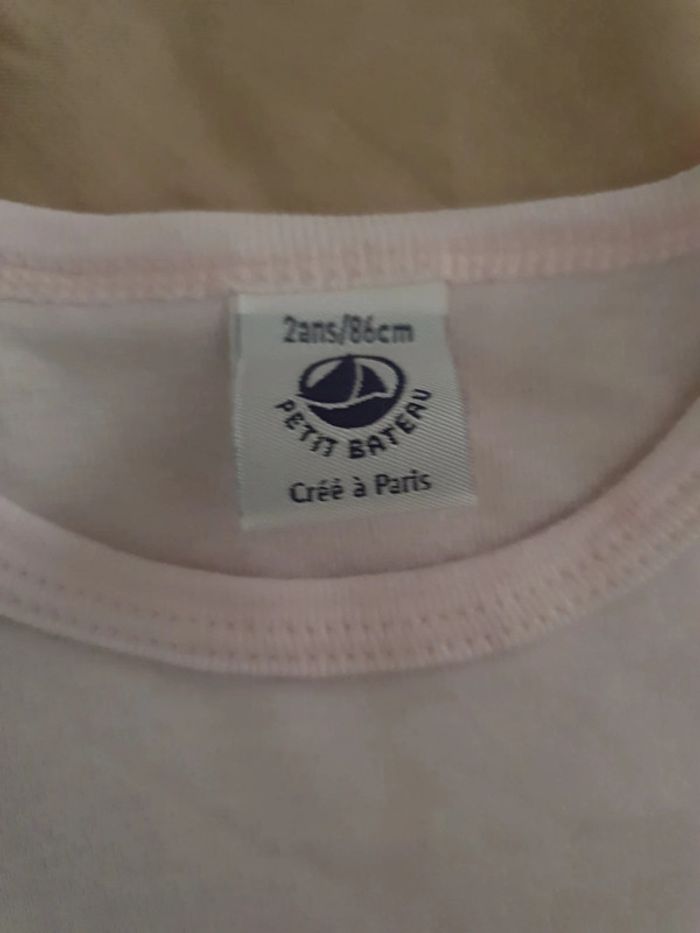 2ans/86cm
PETIT BATEAU
Créé à Paris